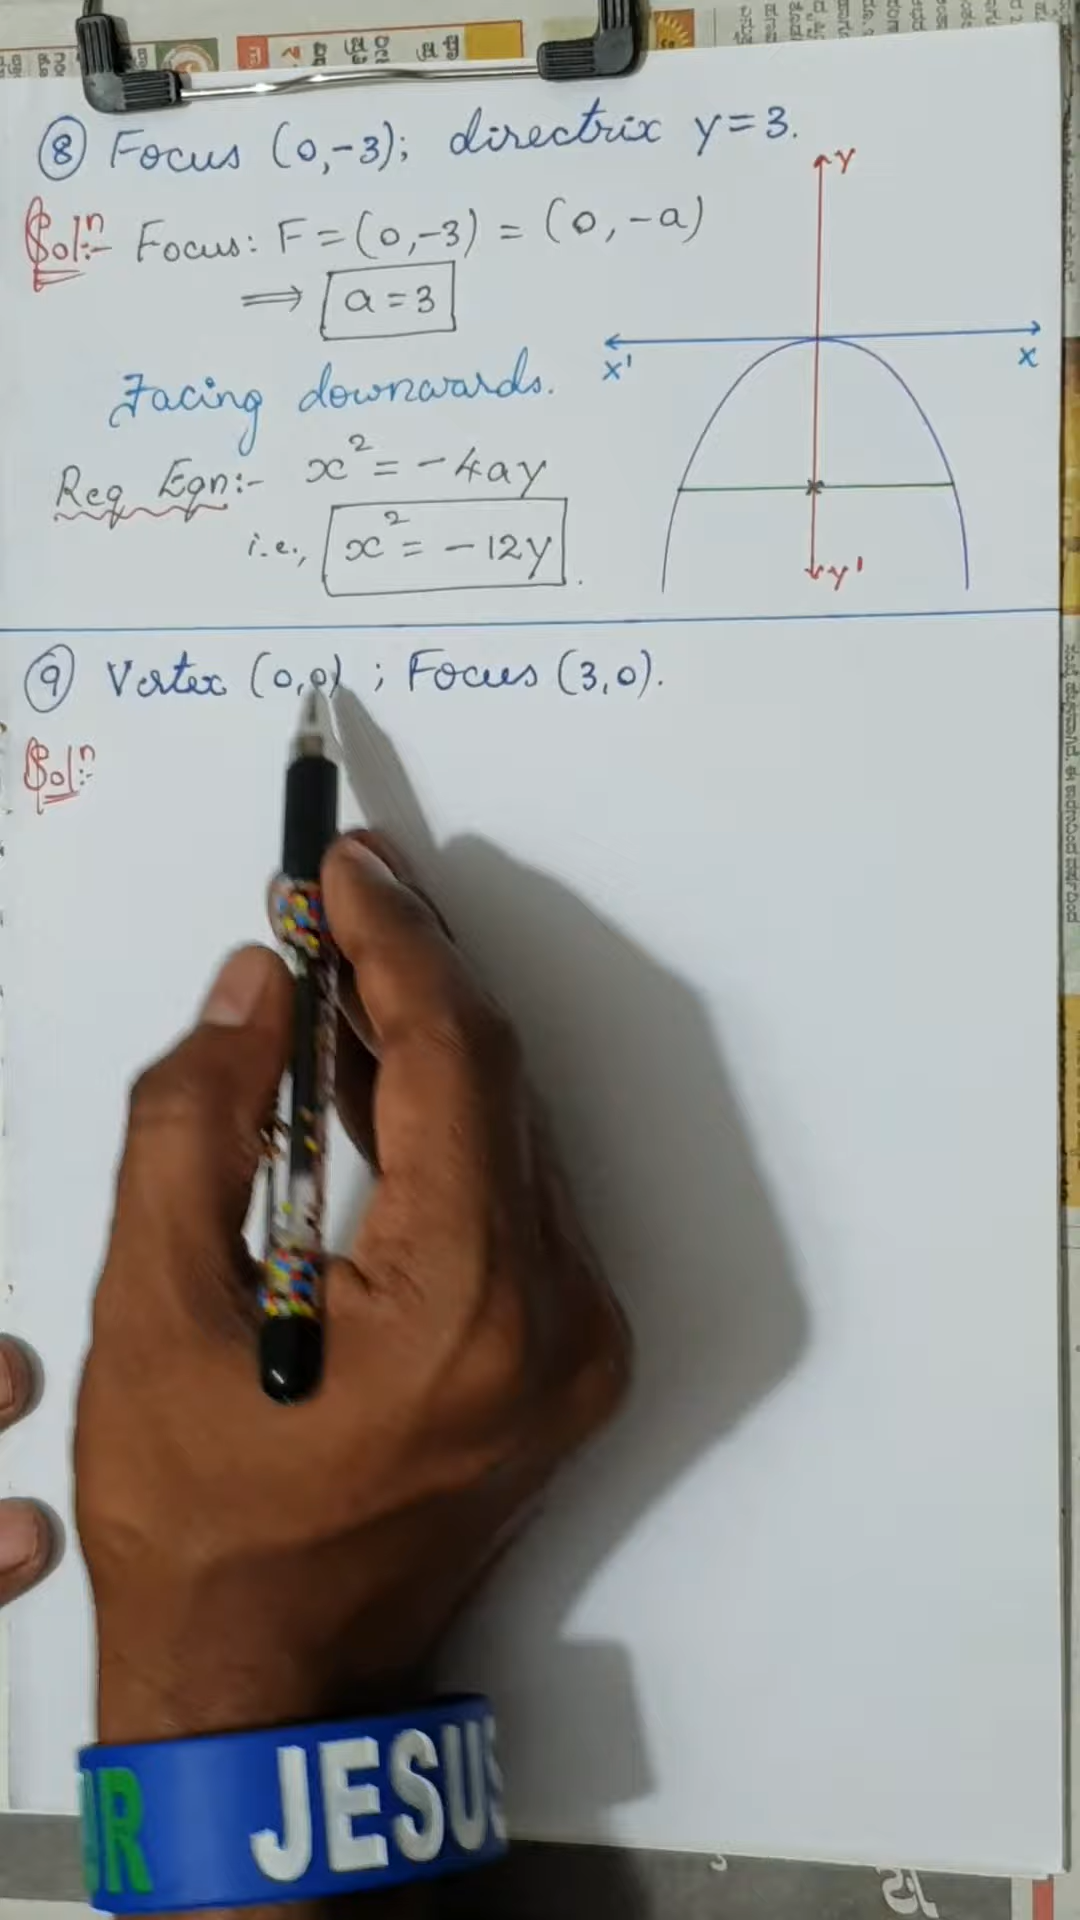 ⑧ Focus (0,-3); directrix y=3.
Solⁿ:- Focus: F = (0,-3) = (0, -a)
⟹ a = 3
Facing downwards.
Req Eqn:- x² = -4ay
i.e., x² = -12y.
Y
X' X
Y'
⑨ Vertex (0,0) ; Focus (3,0).
Solⁿ:-
UR JESUS